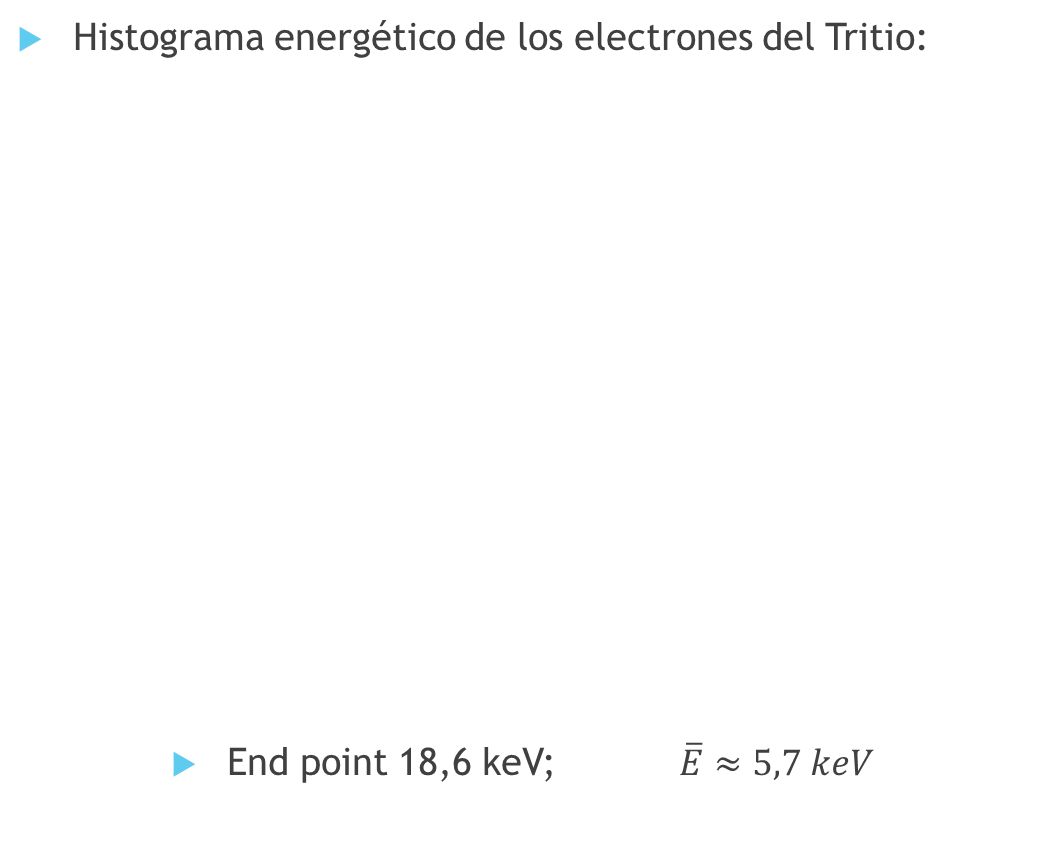 ▶ Histograma energético de los electrones del Tritio:
▶ End point 18,6 keV; E̅ ≈ 5,7 keV